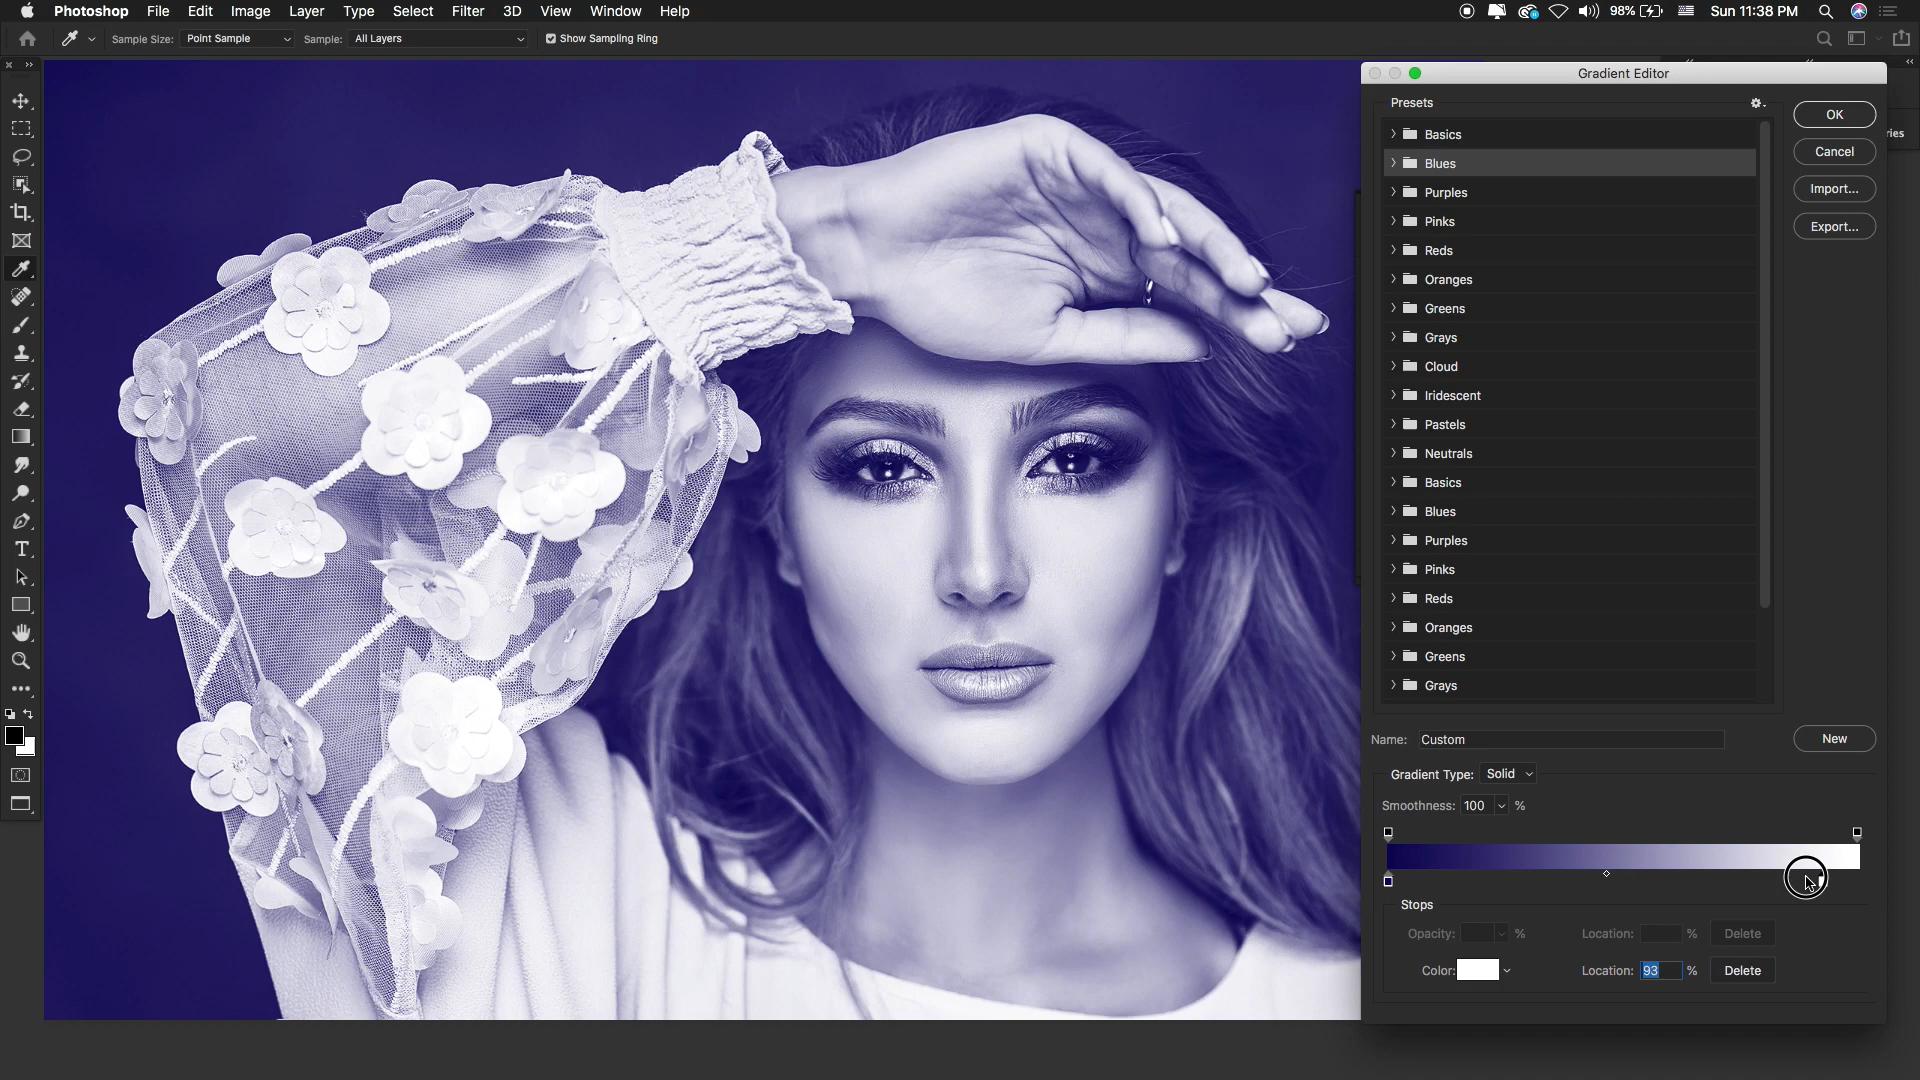 Photoshop File Edit Image Layer Type Select Filter 3D View Window Help 98% Sun 11:38 PM
Sample Size: Point Sample Sample: All Layers Show Sampling Ring
Gradient Editor
Presets
OK
Cancel
Import...
Export...
ries
Basics
Blues
Purples
Pinks
Reds
Oranges
Greens
Grays
Cloud
Iridescent
Pastels
Neutrals
Basics
Blues
Purples
Pinks
Reds
Oranges
Greens
Grays
Name: Custom New
Gradient Type: Solid
Smoothness: 100 %
Stops
Opacity: % Location: % Delete
Color: Location: 93 % Delete